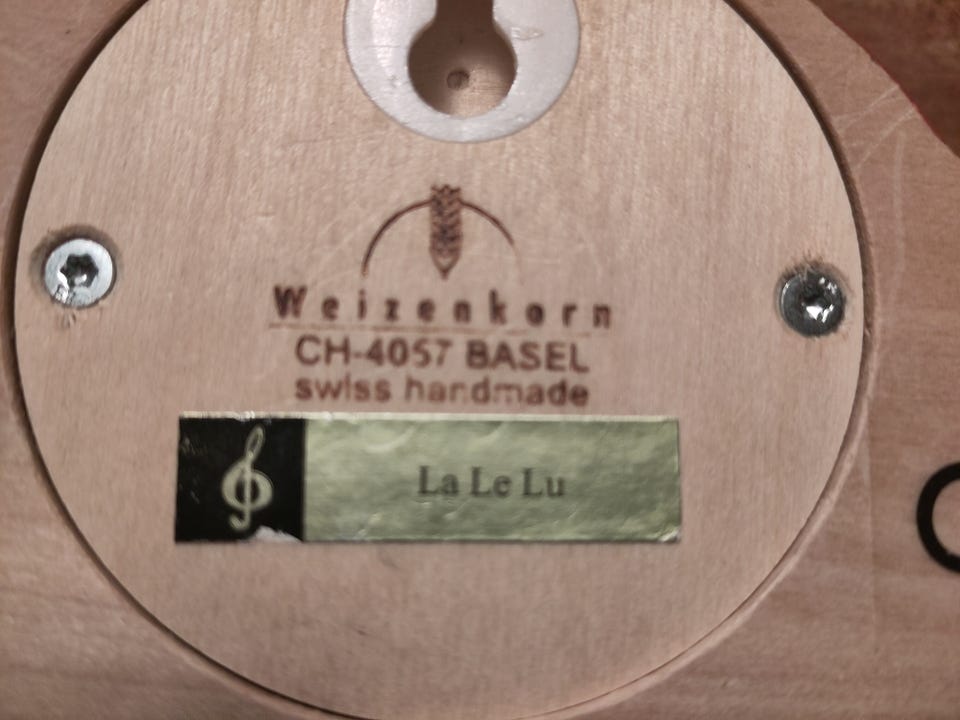 Weizenkorn
CH-4057 BASEL
swiss handmade
La Le Lu